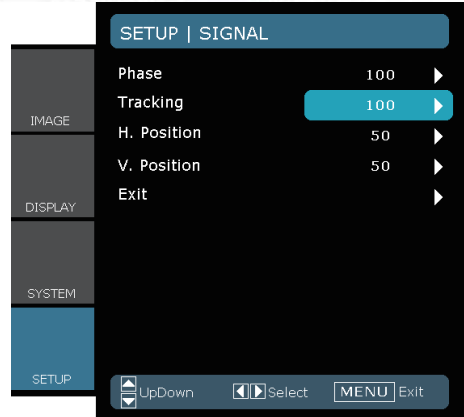 SETUP | SIGNAL
Phase 100
Tracking 100
H. Position 50
V. Position 50
Exit
IMAGE
DISPLAY
SYSTEM
SETUP
UpDown Select MENU Exit